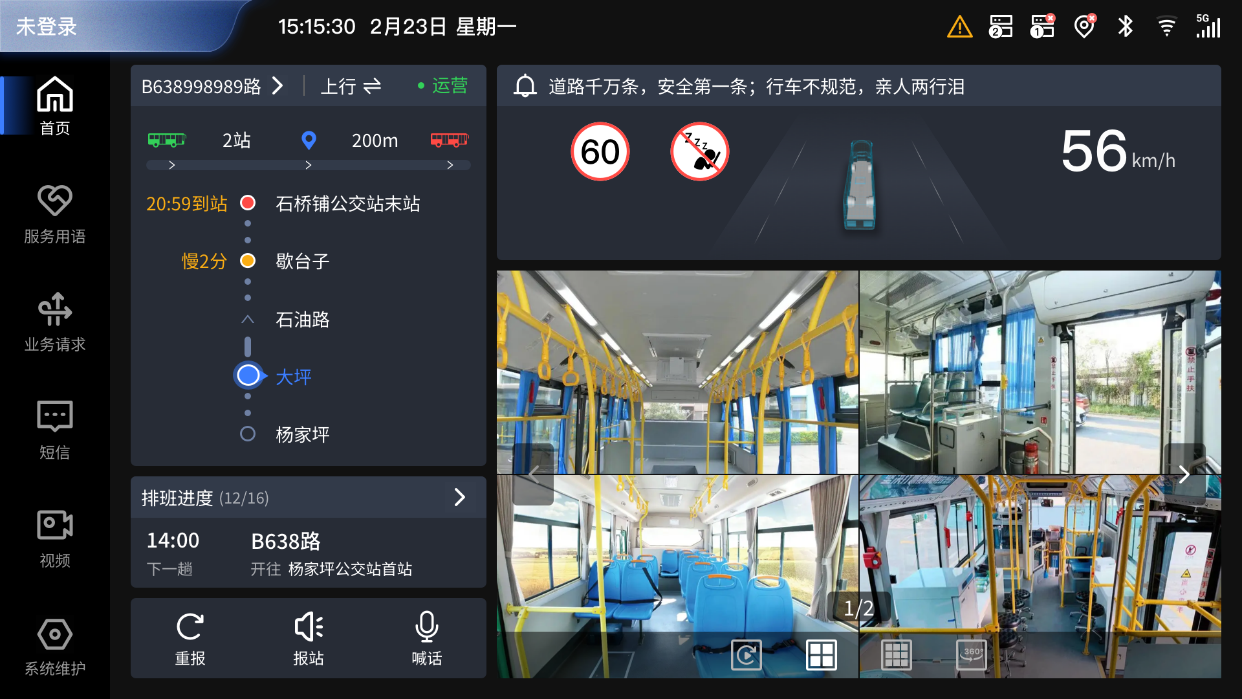 未登录
15:15:30 2月23日 星期一
2
1
5G
首页
服务用语
业务请求
短信
视频
系统维护
B638998989路
上行
运营
2站
200m
20:59到站 石桥铺公交站末站
慢2分 歇台子
石油路
大坪
杨家坪
排班进度 (12/16)
14:00 B638路
下一趟 开往 杨家坪公交站首站
重报
报站
喊话
道路千万条，安全第一条；行车不规范，亲人两行泪
60
Z Z Z
56 km/h
禁止手扶
1/2
360°